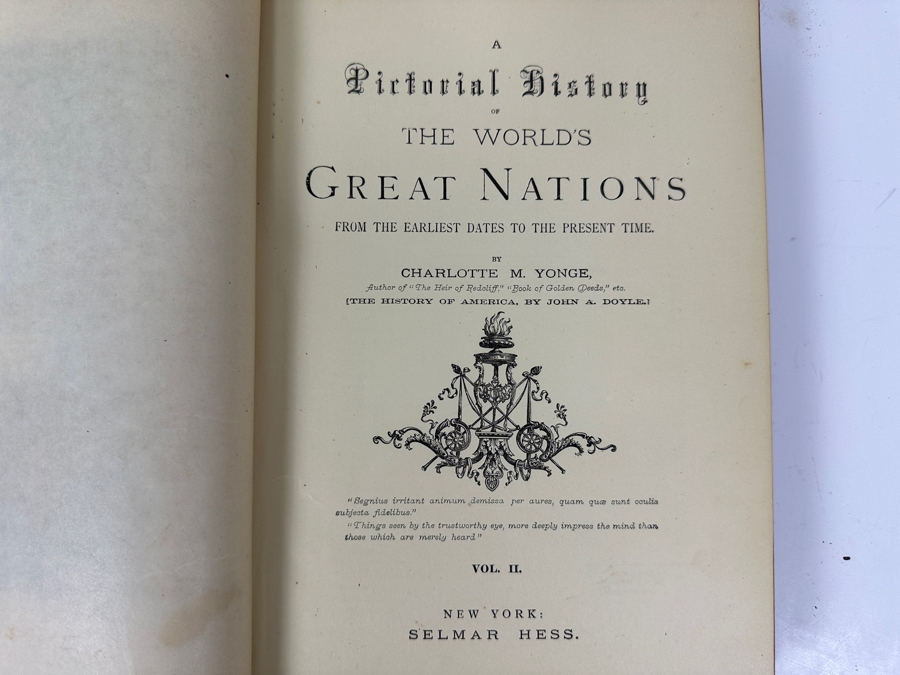 A
Pictorial History
OF
THE WORLD'S
GREAT NATIONS
FROM THE EARLIEST DATES TO THE PRESENT TIME.
BY
CHARLOTTE M. YONGE,
Author of "The Heir of Redcliff," "Book of Golden Deeds," etc.
[THE HISTORY OF AMERICA, BY JOHN A. DOYLE.]
"Segnius irritant animum demissa per aures, quam quæ sunt oculis
subjecta fidelibus."
"Things seen by the trustworthy eye, more deeply impress the mind than
those which are merely heard"
VOL. II.
NEW YORK:
SELMAR HESS.